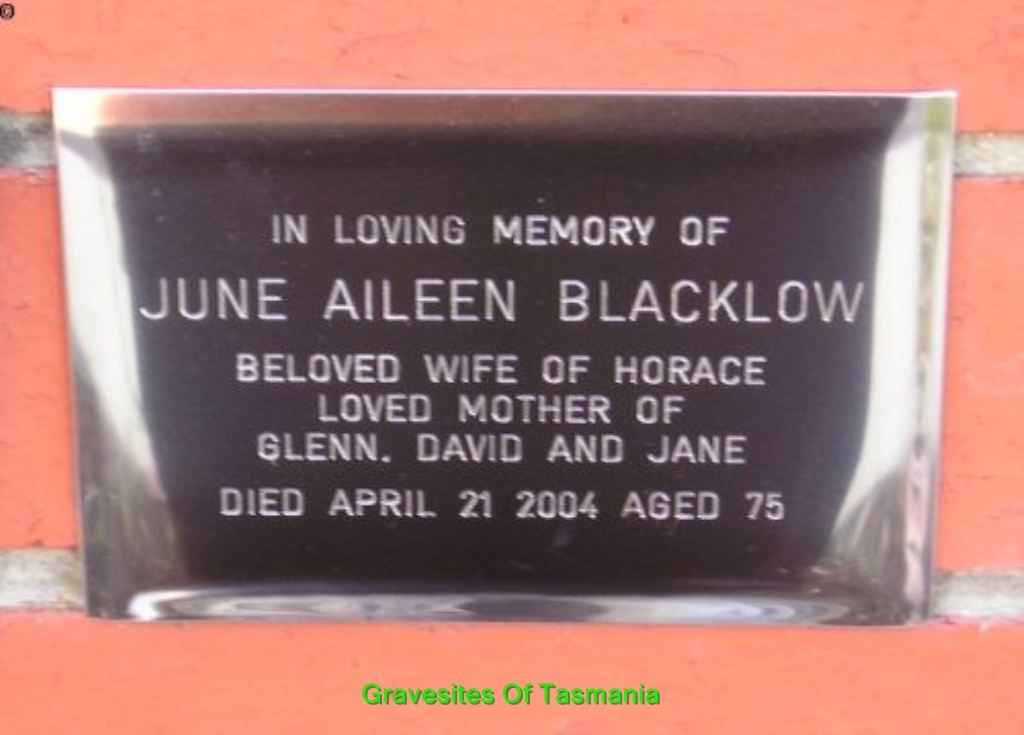 IN LOVING MEMORY OF
JUNE AILEEN BLACKLOW
BELOVED WIFE OF HORACE
LOVED MOTHER OF
GLENN. DAVID AND JANE
DIED APRIL 21 2004 AGED 75
Gravesites Of Tasmania